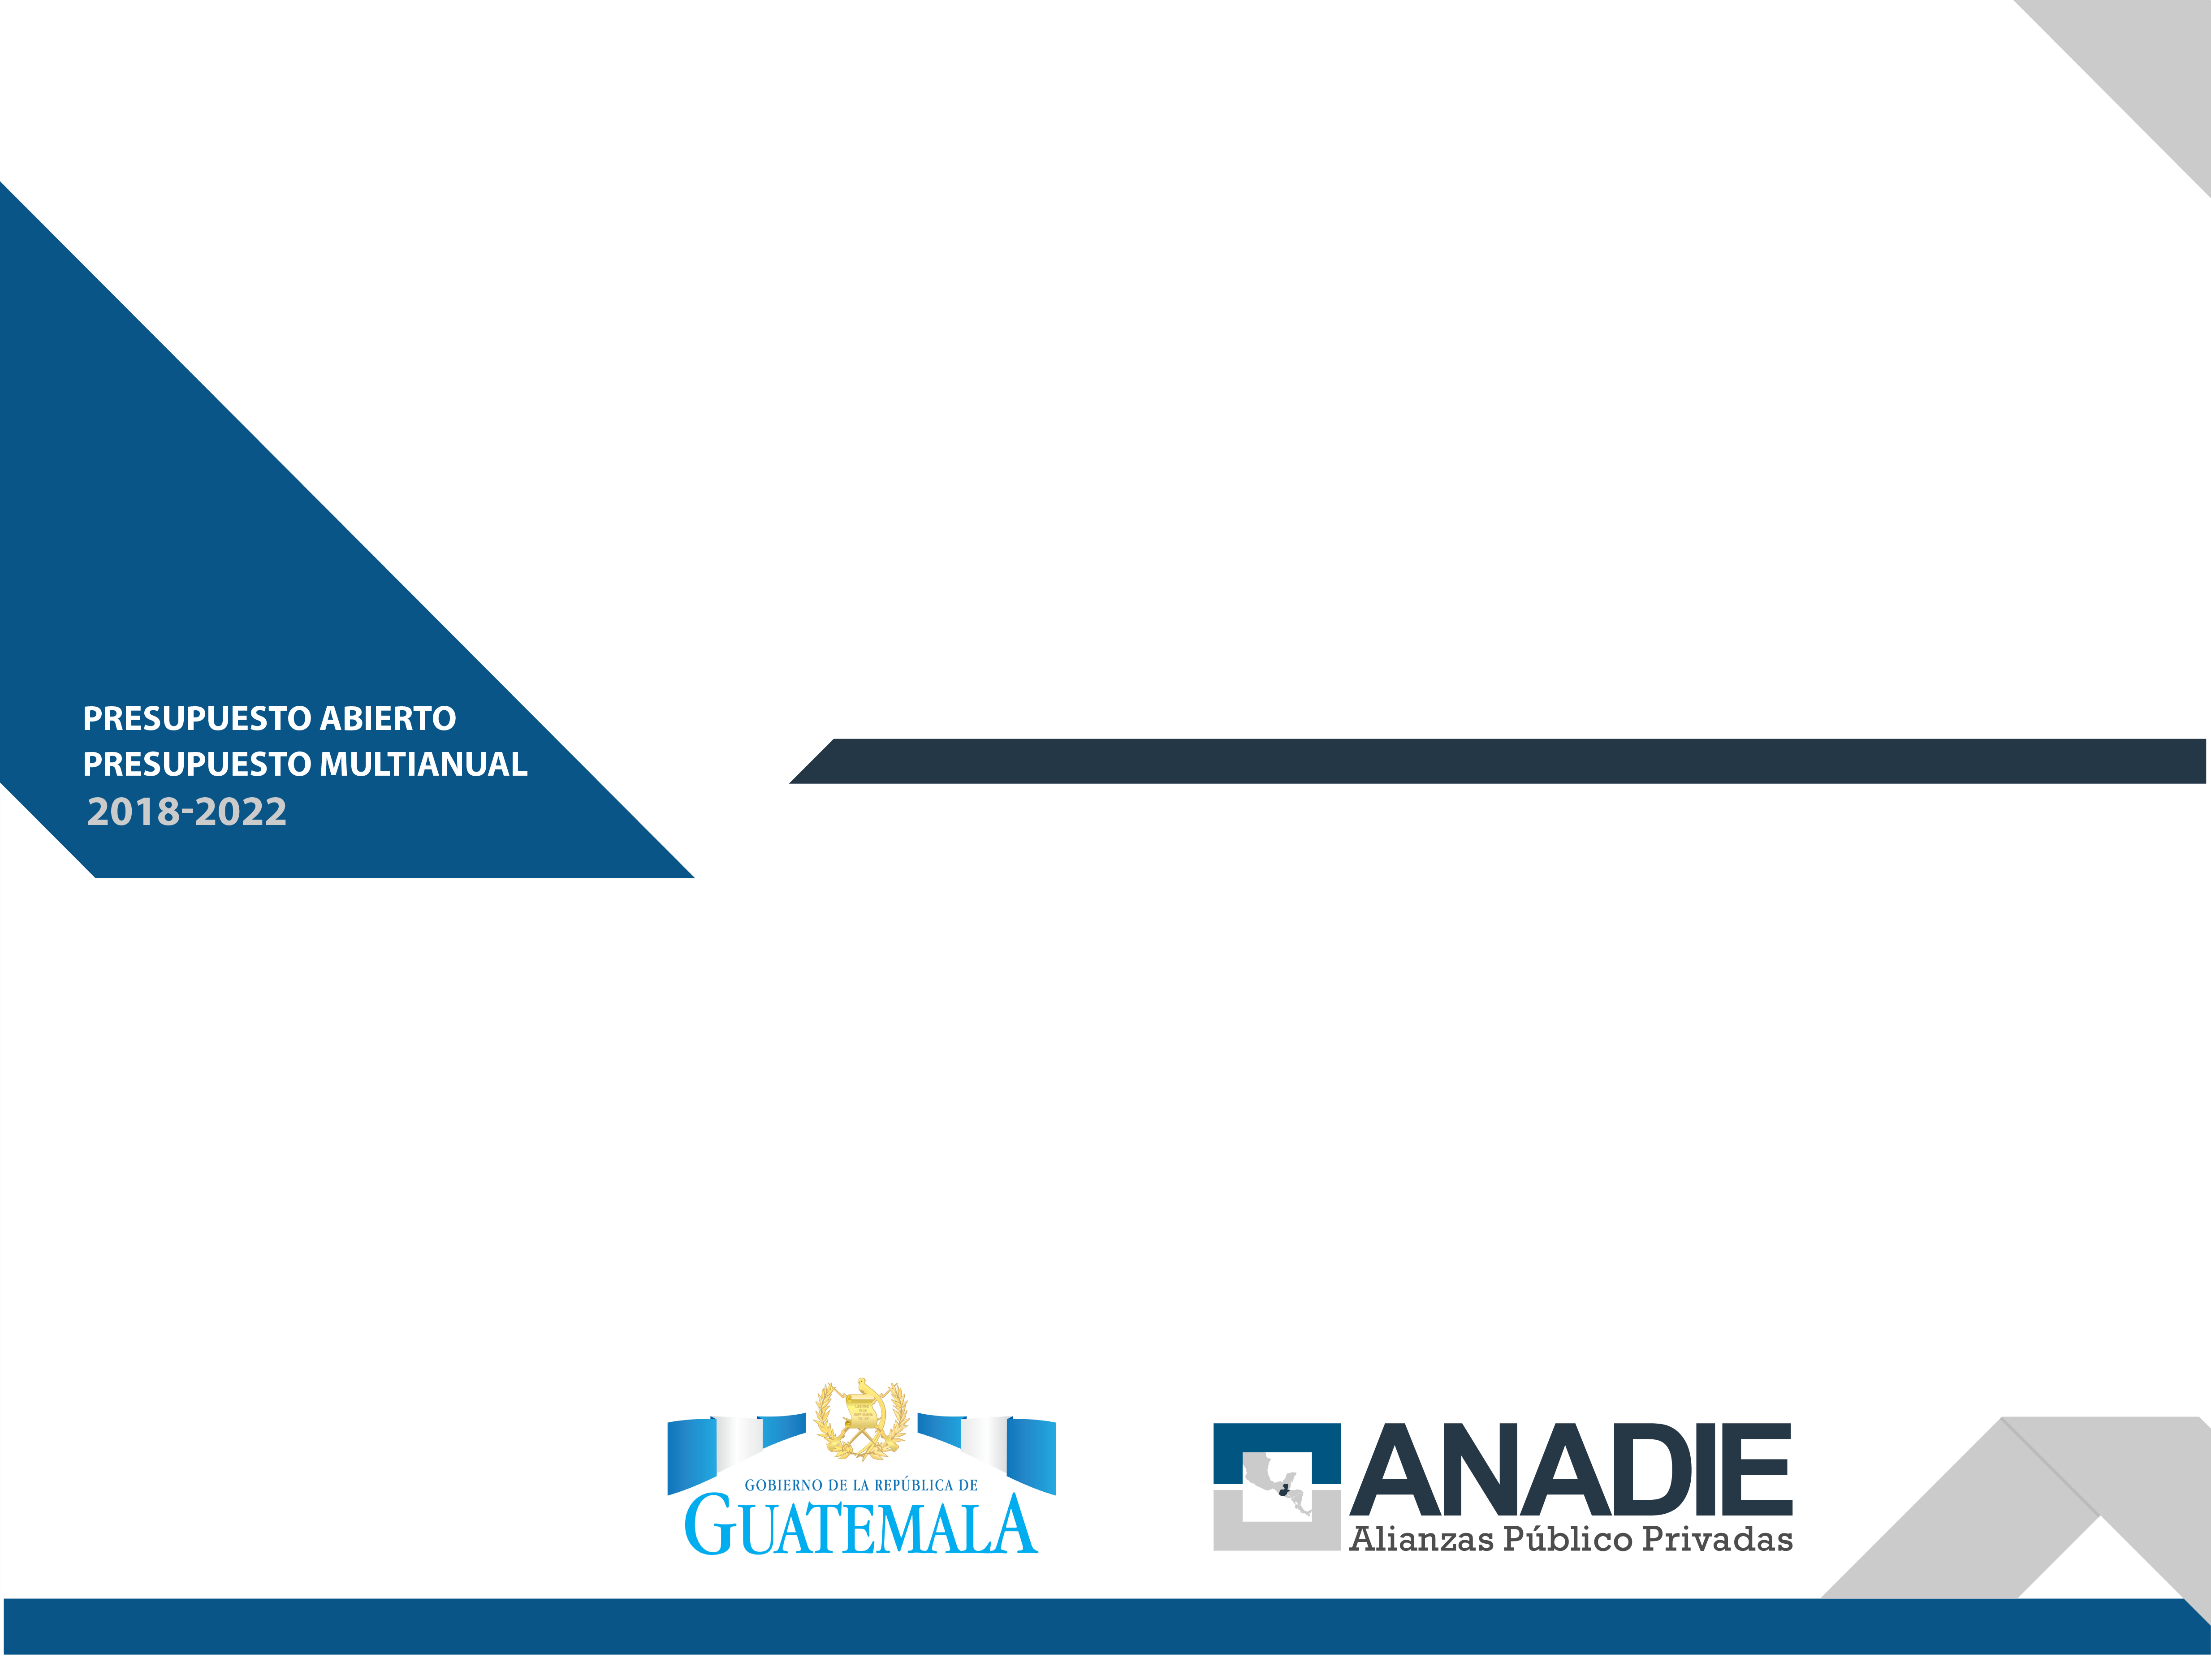 PRESUPUESTO ABIERTO
PRESUPUESTO MULTIANUAL
2018-2022
GOBIERNO DE LA REPÚBLICA DE
GUATEMALA
ANADIE
Alianzas Público Privadas